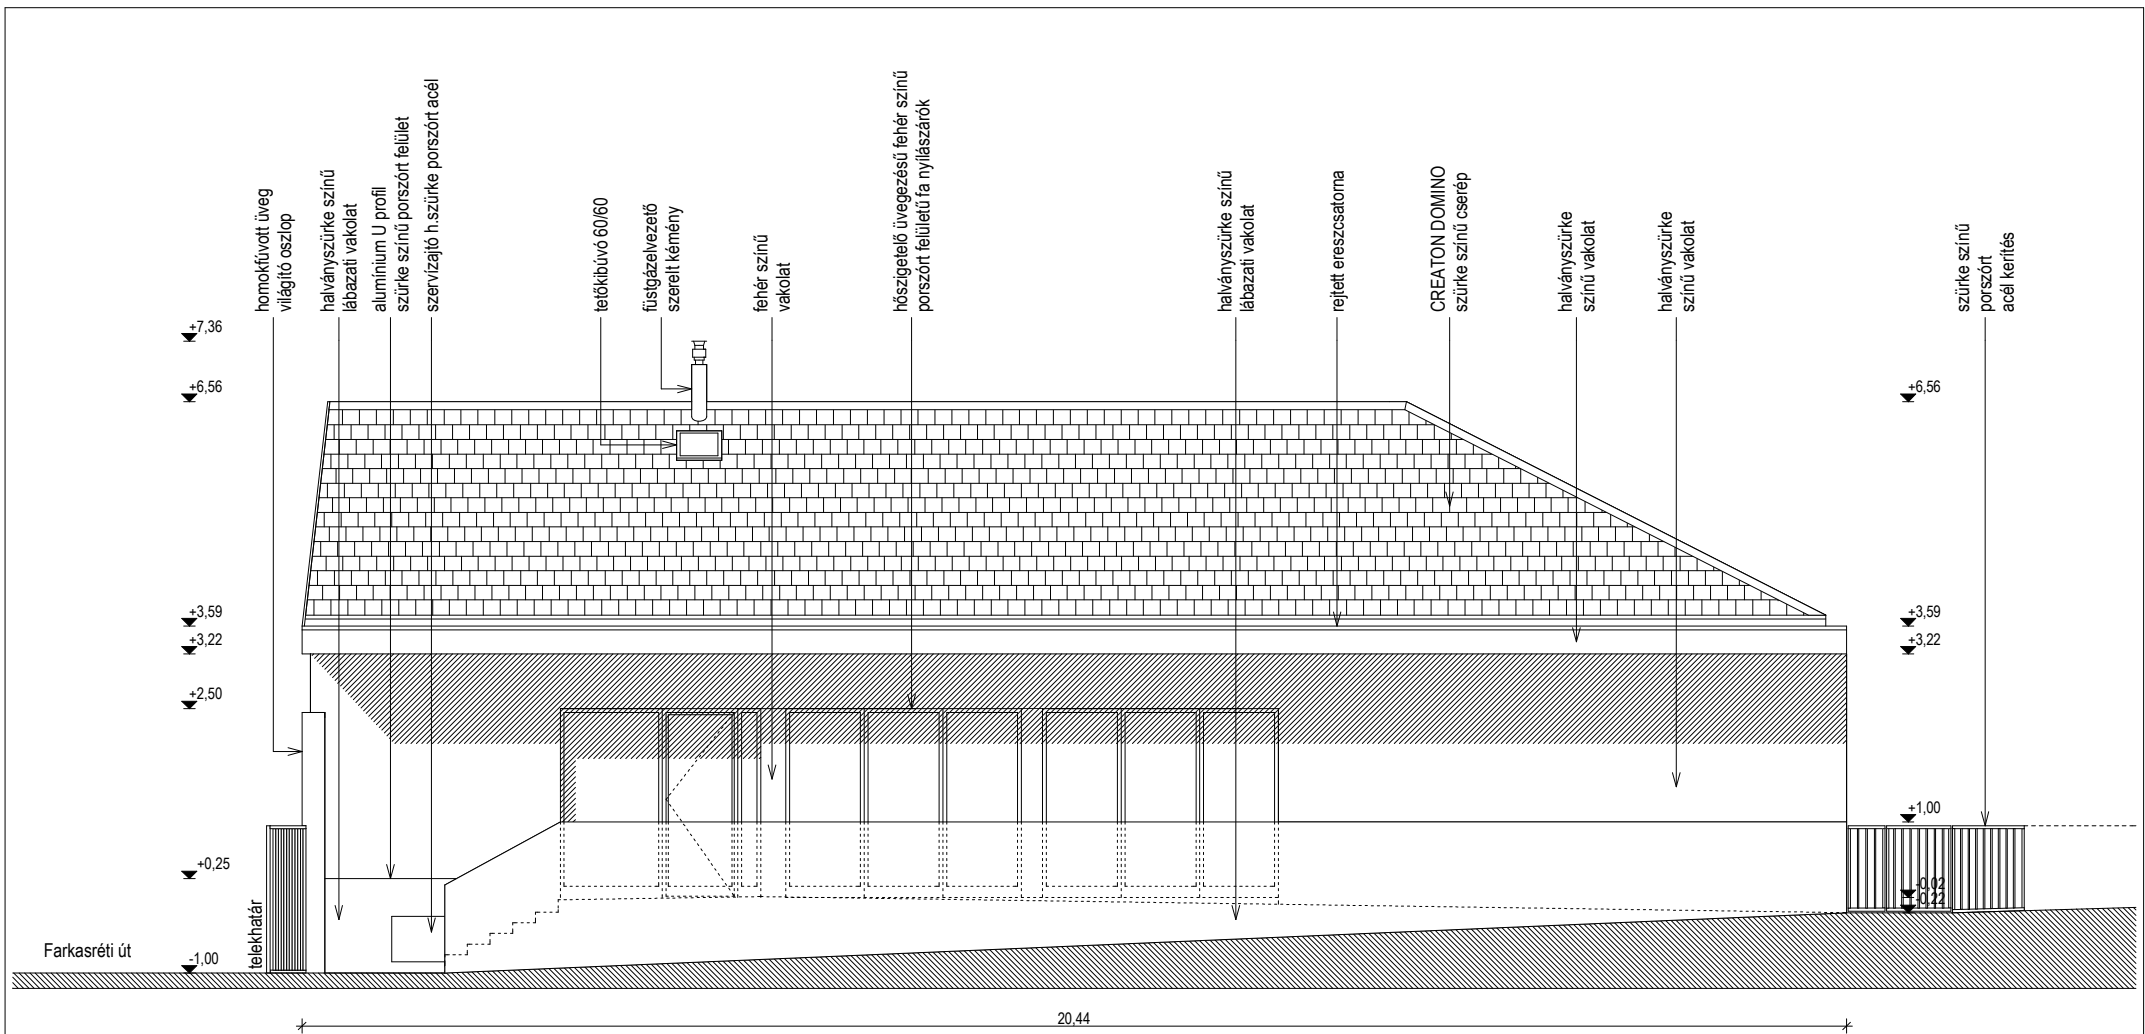 homokfúvott üveg
világító oszlop
halványszürke színű
lábazati vakolat
alumínium U profil
szürke színű porszórt felület
szervízajtó h.szürke porszórt acél
tetőkibúvó 60/60
füstgázelvezető
szerelt kémény
fehér színű
vakolat
hőszigetelő üvegezésű fehér színű
porszórt felületű fa nyílászárók
halványszürke színű
lábazati vakolat
rejtett ereszcsatorna
CREATON DOMINO
szürke színű cserép
halványszürke
színű vakolat
halványszürke
színű vakolat
szürke színű
porszórt
acél kerítés
+7,36
+6,56
+6,56
+3,59
+3,59
+3,22
+3,22
+2,50
+1,00
+0,25
-0,02
-0,22
telekhatár
Farkasréti út
-1,00
20,44